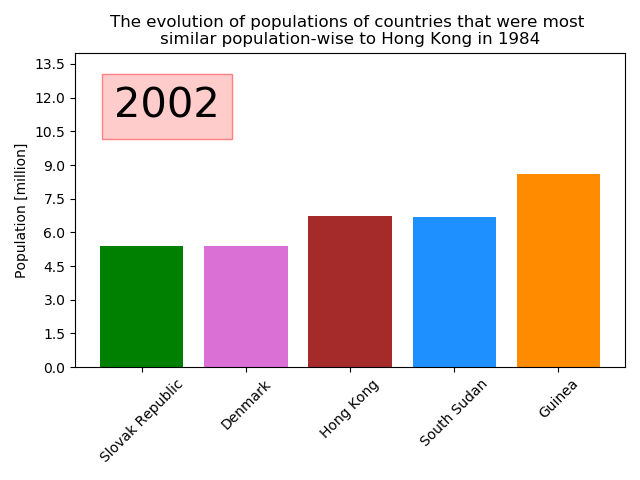 The evolution of populations of countries that were most
similar population-wise to Hong Kong in 1984
2002
Population [million]
13.5
12.0
10.5
9.0
7.5
6.0
4.5
3.0
1.5
0.0
Slovak Republic
Denmark
Hong Kong
South Sudan
Guinea